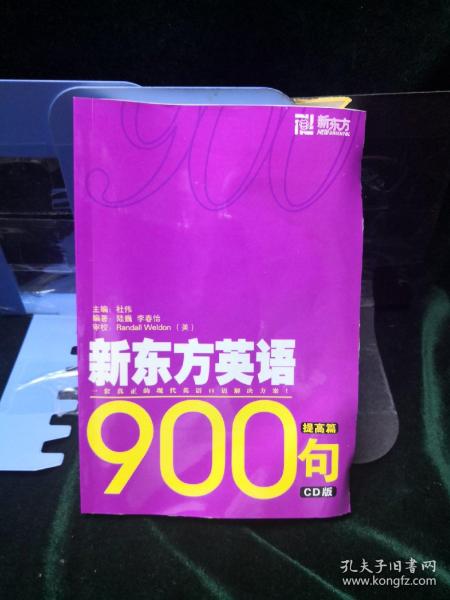 900
新东方
NEW ORIENTAL
主编：杜伟
编著：陆巍 李春怡
审校：Randall Weldon（美）
新东方英语
一套真正的现代英语口语解决方案！
提高篇
900句
CD版
孔夫子旧书网
www.kongfz.com